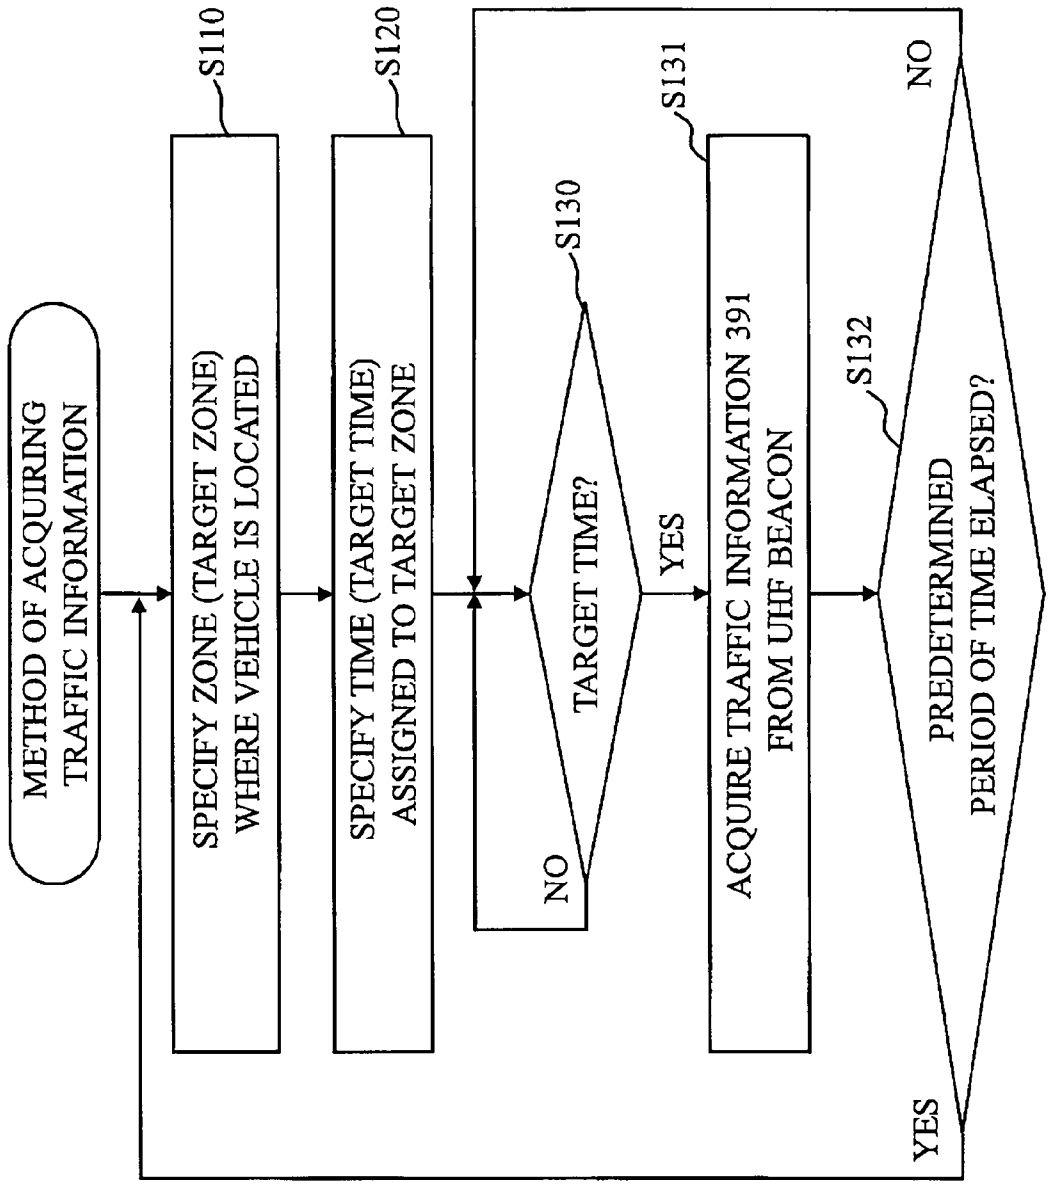 METHOD OF ACQUIRING
TRAFFIC INFORMATION
S110
SPECIFY ZONE (TARGET ZONE)
WHERE VEHICLE IS LOCATED
S120
SPECIFY TIME (TARGET TIME)
ASSIGNED TO TARGET ZONE
S130
TARGET TIME?
NO
YES
S131
ACQUIRE TRAFFIC INFORMATION 391
FROM UHF BEACON
S132
PREDETERMINED
PERIOD OF TIME ELAPSED?
YES
NO